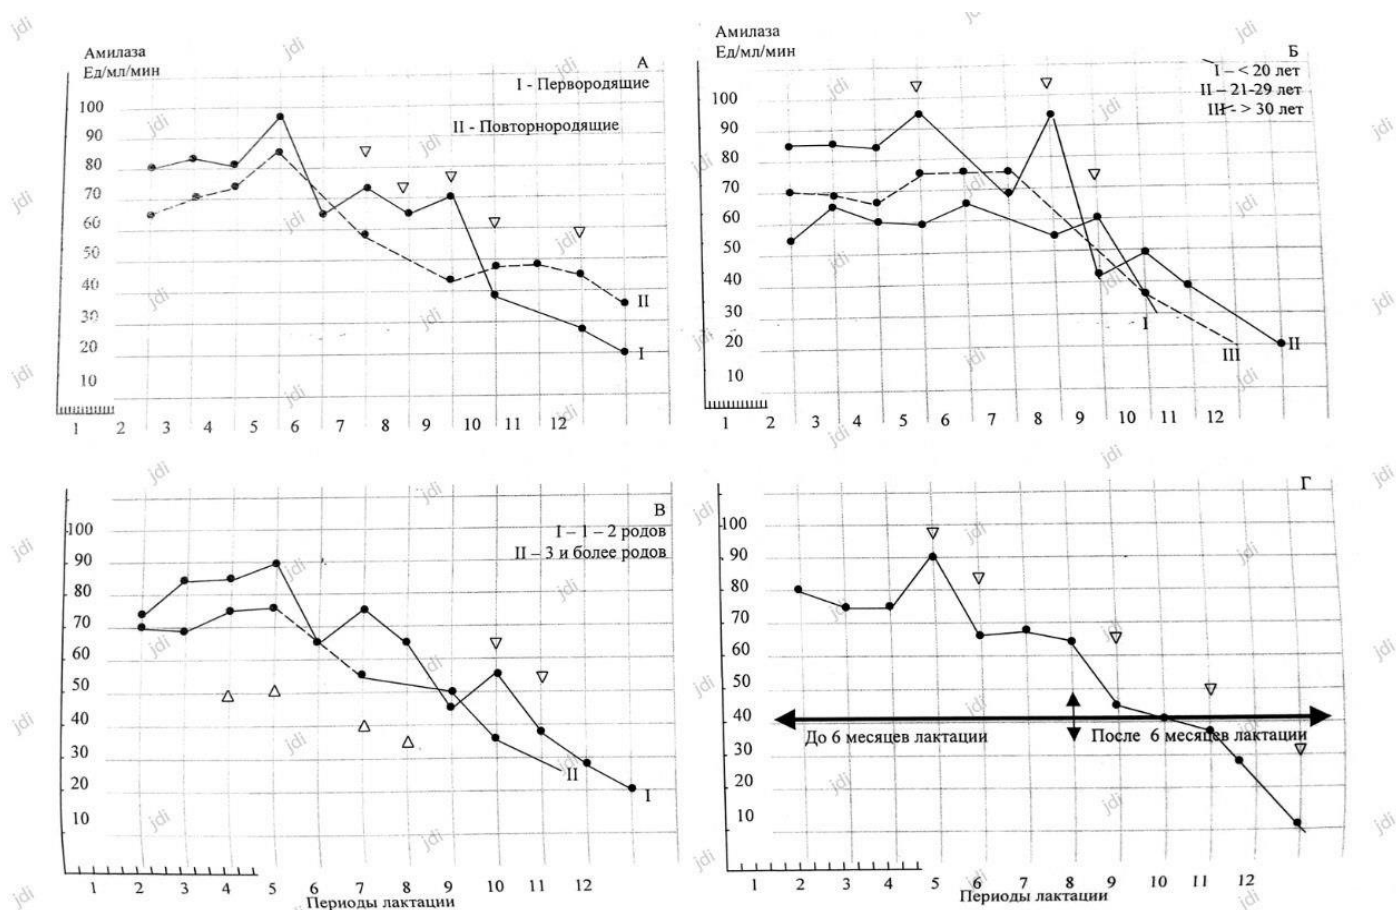 Амилаза
Ед/мл/мин
А
I - Первородящие
II - Повторнородящие
100
90
80
70
60
50
40
30
20
10
II
I
1 2 3 4 5 6 7 8 9 10 11 12
Амилаза
Ед/мл/мин
Б
I – < 20 лет
II – 21-29 лет
III - > 30 лет
100
90
80
70
60
50
40
30
20
10
I
III
II
1 2 3 4 5 6 7 8 9 10 11 12
В
I – 1 – 2 родов
II – 3 и более родов
100
90
80
70
60
50
40
30
20
10
II
I
1 2 3 4 5 6 7 8 9 10 11 12
Периоды лактации
Г
100
90
80
70
60
50
40
30
20
10
До 6 месяцев лактации
После 6 месяцев лактации
1 2 3 4 5 6 7 8 9 10 11 12
Периоды лактации
jdi